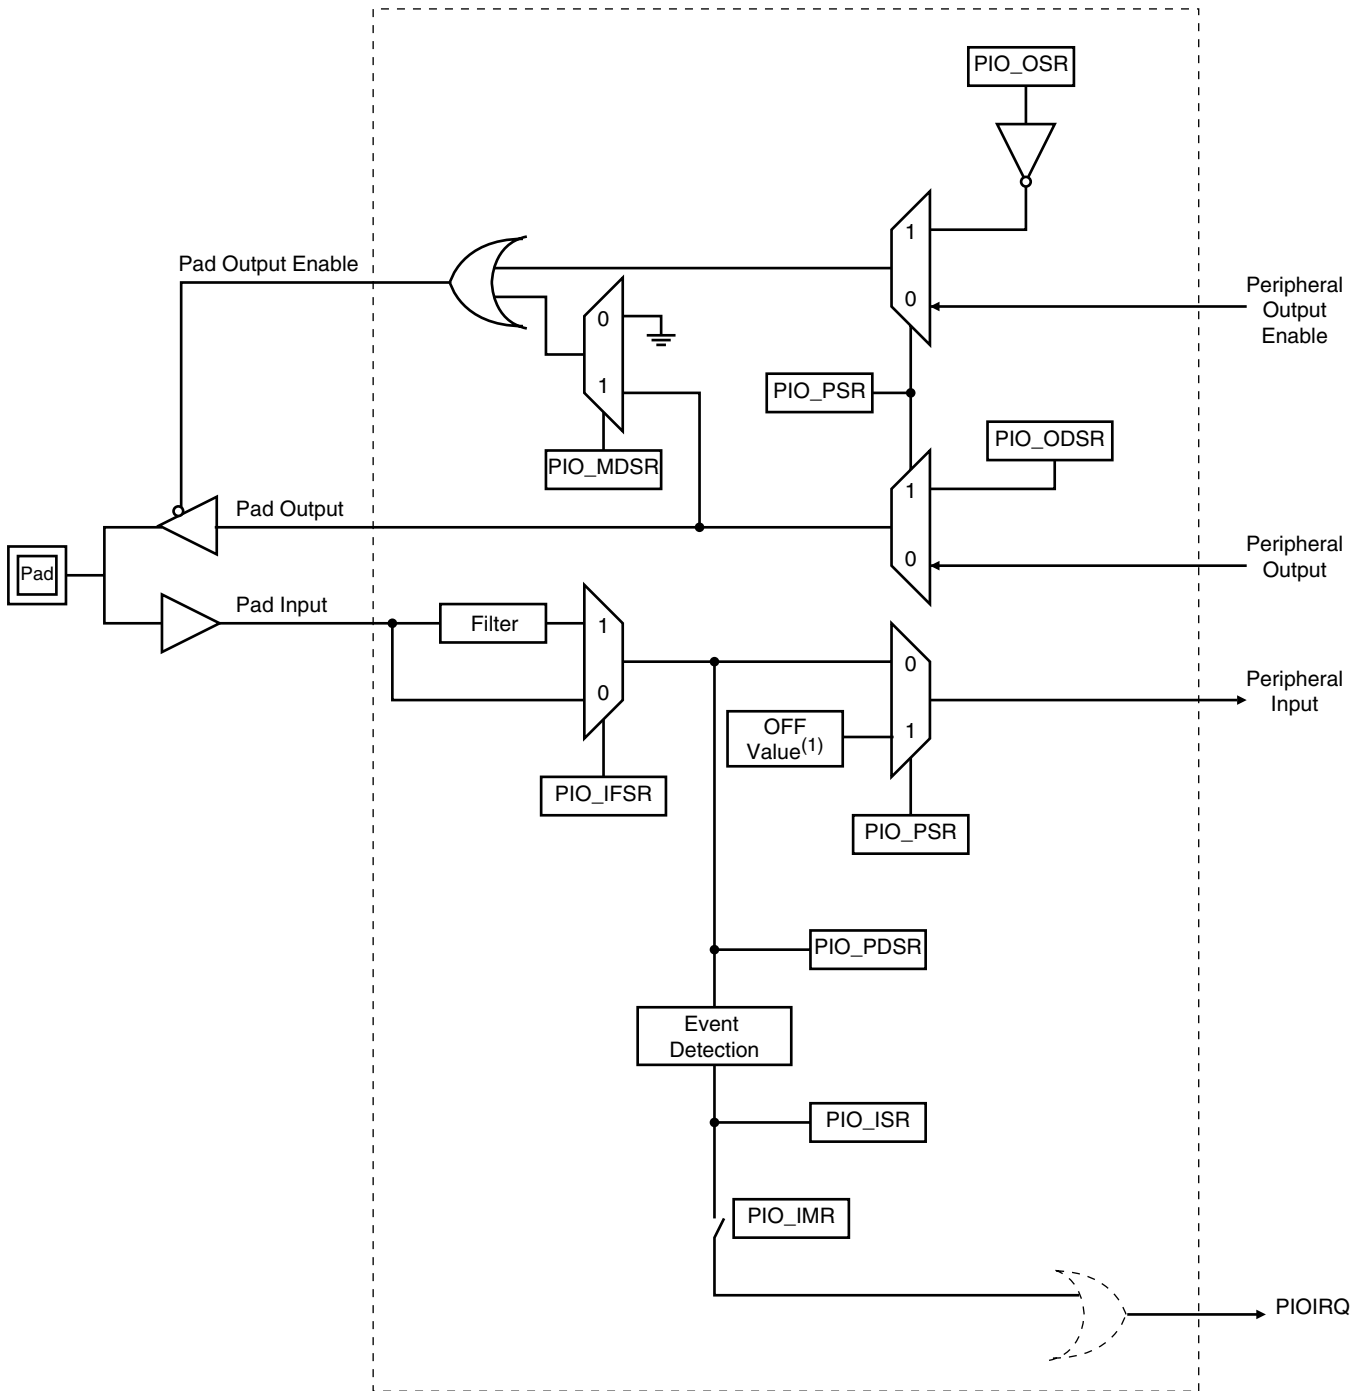 PIO_OSR
1
Pad Output Enable
0
Peripheral
Output
Enable
0
1
PIO_PSR
PIO_MDSR
PIO_ODSR
1
Pad Output
0
Peripheral
Output
Pad
Pad Input
Filter
1
0
0
Peripheral
Input
OFF
Value(1)
1
PIO_IFSR
PIO_PSR
PIO_PDSR
Event
Detection
PIO_ISR
PIO_IMR
PIOIRQ